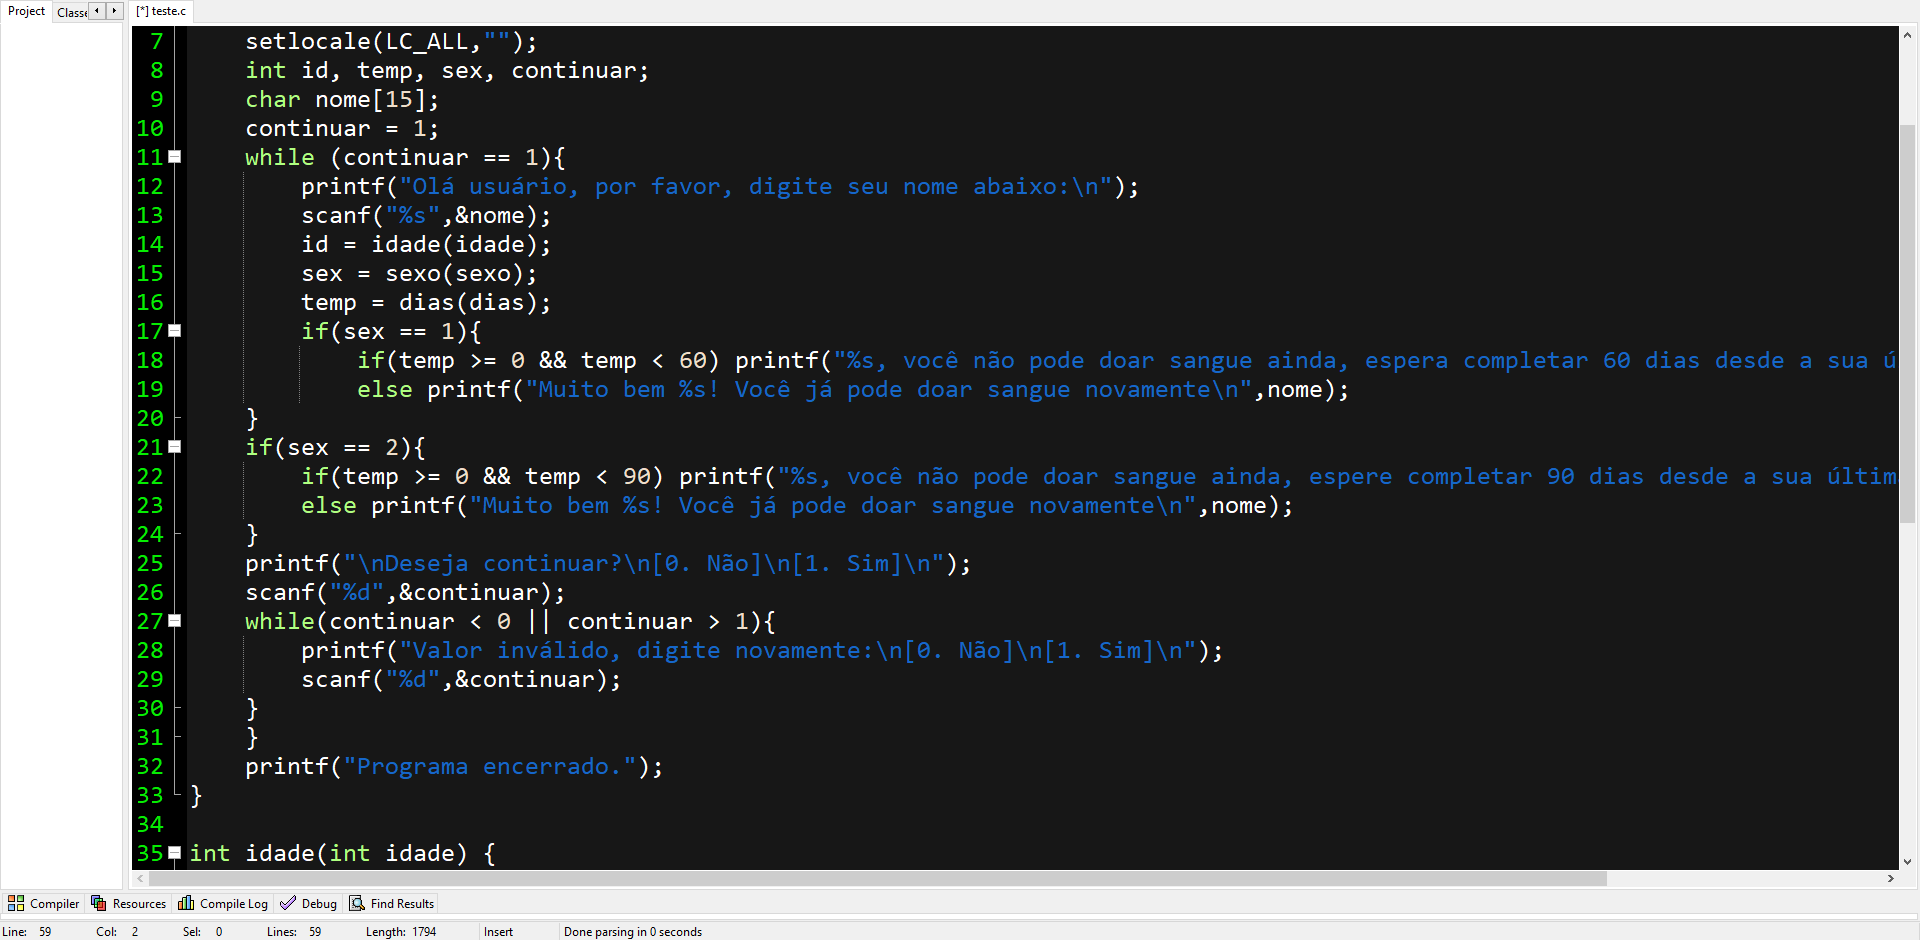 Project Classe [*] teste.c
7 setlocale(LC_ALL,"");
8 int id, temp, sex, continuar;
9 char nome[15];
10 continuar = 1;
11 while (continuar == 1){
12 printf("Olá usuário, por favor, digite seu nome abaixo:\n");
13 scanf("%s",&nome);
14 id = idade(idade);
15 sex = sexo(sexo);
16 temp = dias(dias);
17 if(sex == 1){
18 if(temp >= 0 && temp < 60) printf("%s, você não pode doar sangue ainda, espera completar 60 dias desde a sua ú
19 else printf("Muito bem %s! Você já pode doar sangue novamente\n",nome);
20 }
21 if(sex == 2){
22 if(temp >= 0 && temp < 90) printf("%s, você não pode doar sangue ainda, espere completar 90 dias desde a sua últim
23 else printf("Muito bem %s! Você já pode doar sangue novamente\n",nome);
24 }
25 printf("\nDeseja continuar?\n[0. Não]\n[1. Sim]\n");
26 scanf("%d",&continuar);
27 while(continuar < 0 || continuar > 1){
28 printf("Valor inválido, digite novamente:\n[0. Não]\n[1. Sim]\n");
29 scanf("%d",&continuar);
30 }
31 }
32 printf("Programa encerrado.");
33 }
34
35 int idade(int idade) {
Compiler Resources Compile Log Debug Find Results
Line: 59 Col: 2 Sel: 0 Lines: 59 Length: 1794 Insert Done parsing in 0 seconds